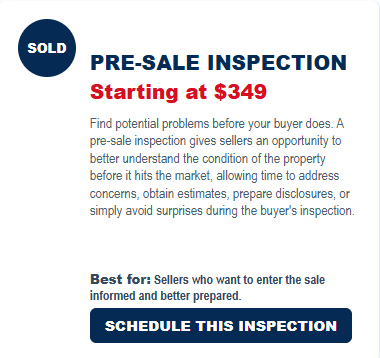 SOLD
PRE-SALE INSPECTION
Starting at $349
Find potential problems before your buyer does. A
pre-sale inspection gives sellers an opportunity to
better understand the condition of the property
before it hits the market, allowing time to address
concerns, obtain estimates, prepare disclosures, or
simply avoid surprises during the buyer's inspection.
Best for: Sellers who want to enter the sale
informed and better prepared.
SCHEDULE THIS INSPECTION